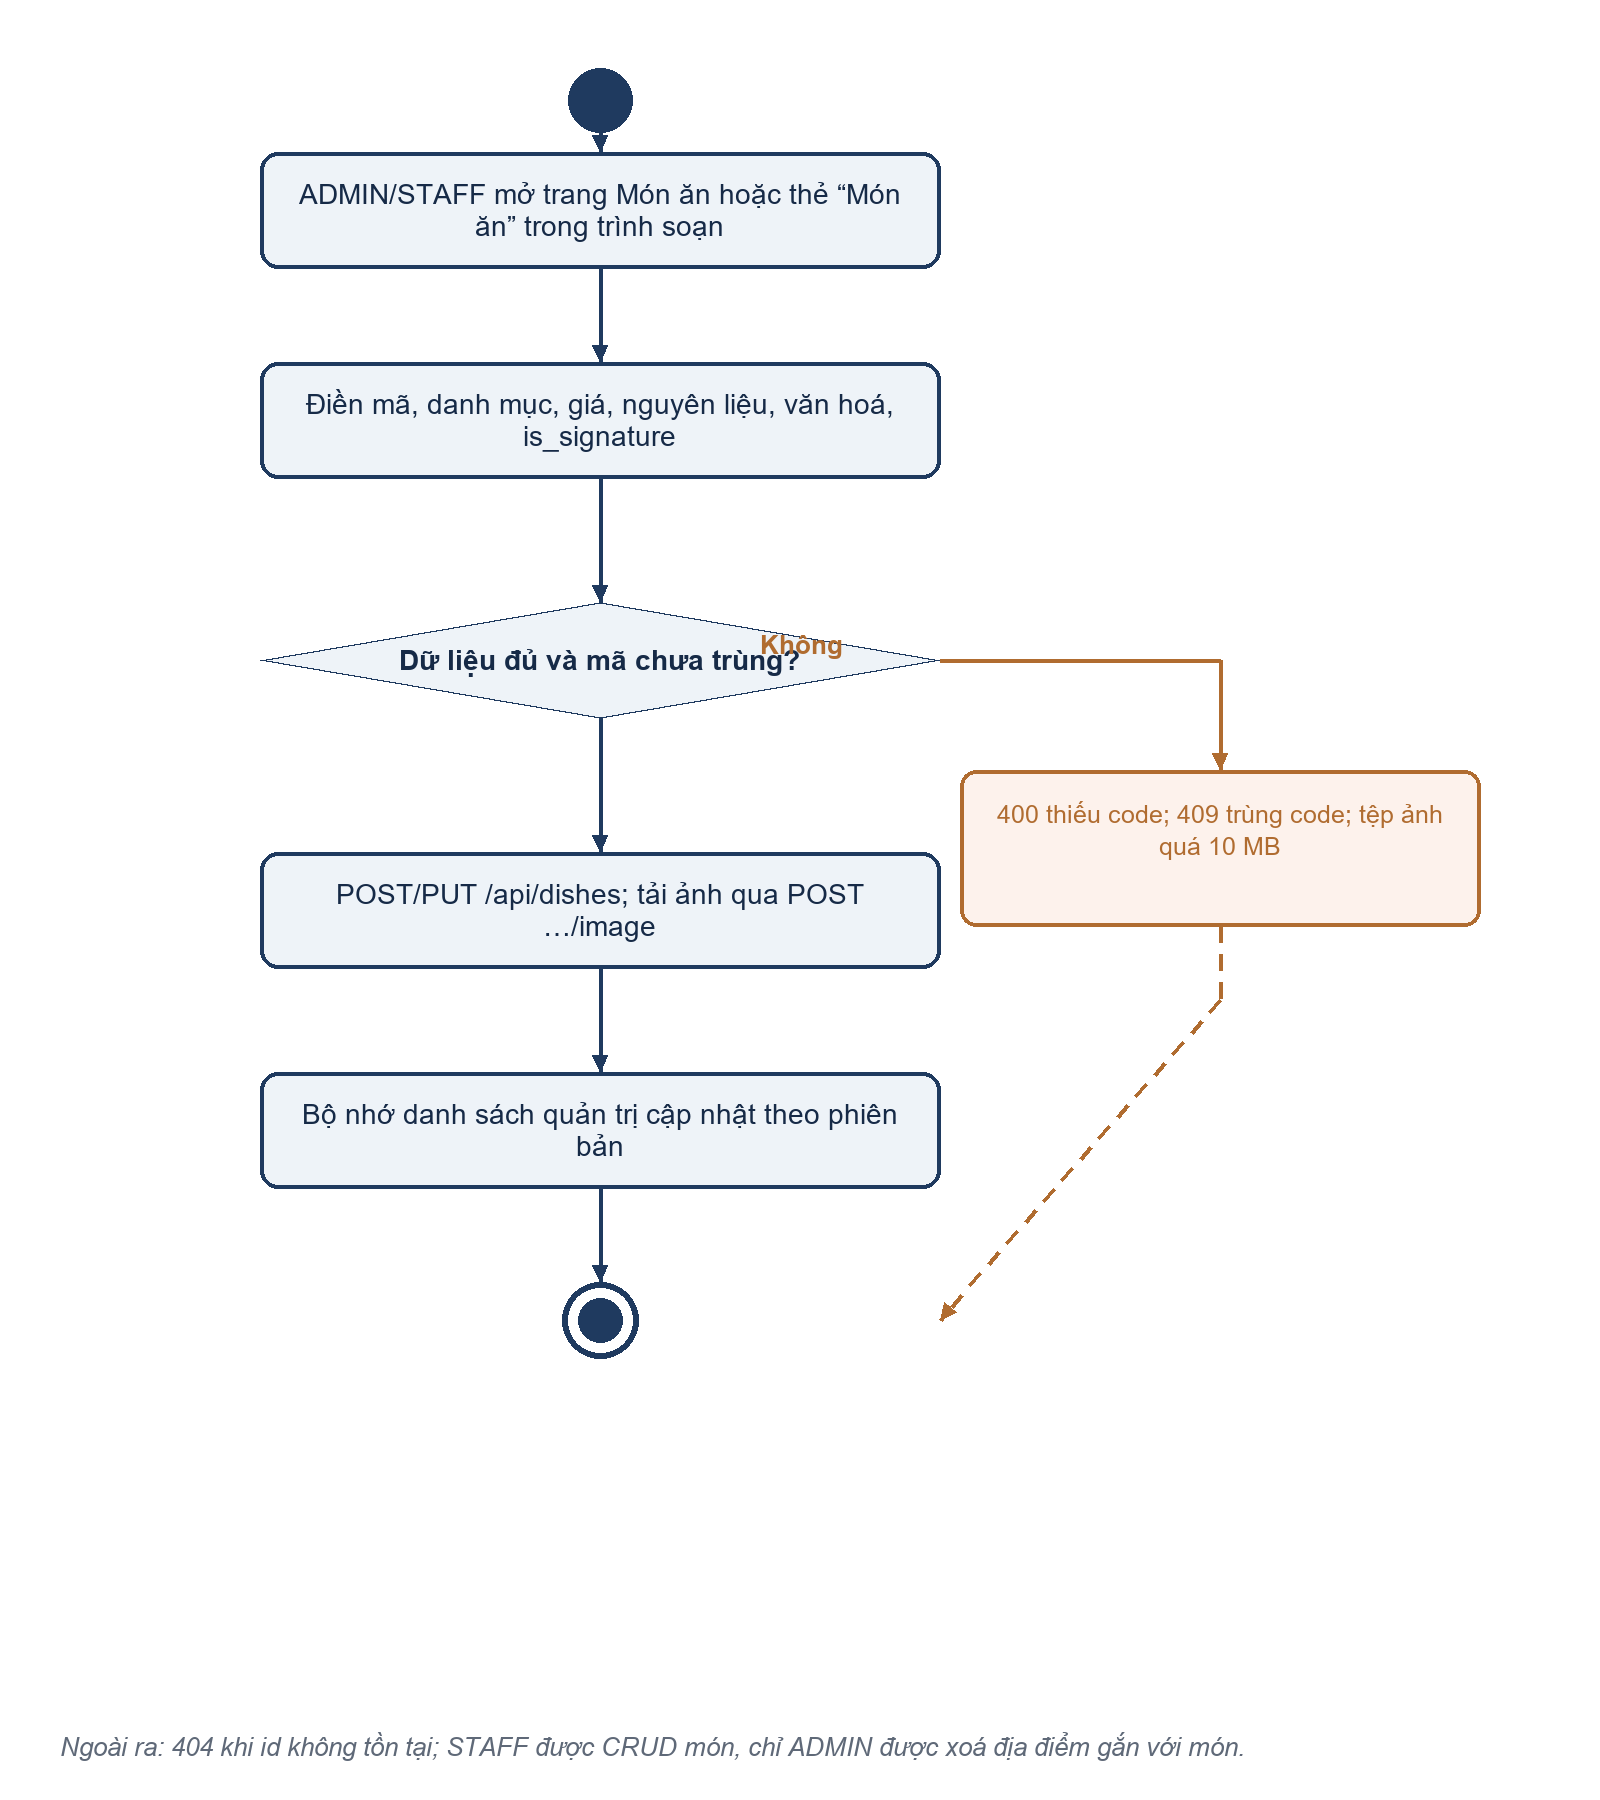 ADMIN/STAFF mở trang Món ăn hoặc thẻ “Món
ăn” trong trình soạn
Điền mã, danh mục, giá, nguyên liệu, văn hoá,
is_signature
Không
Dữ liệu đủ và mã chưa trùng?
400 thiếu code; 409 trùng code; tệp ảnh
quá 10 MB
POST/PUT /api/dishes; tải ảnh qua POST
…/image
Bộ nhớ danh sách quản trị cập nhật theo phiên
bản
Ngoài ra: 404 khi id không tồn tại; STAFF được CRUD món, chỉ ADMIN được xoá địa điểm gắn với món.